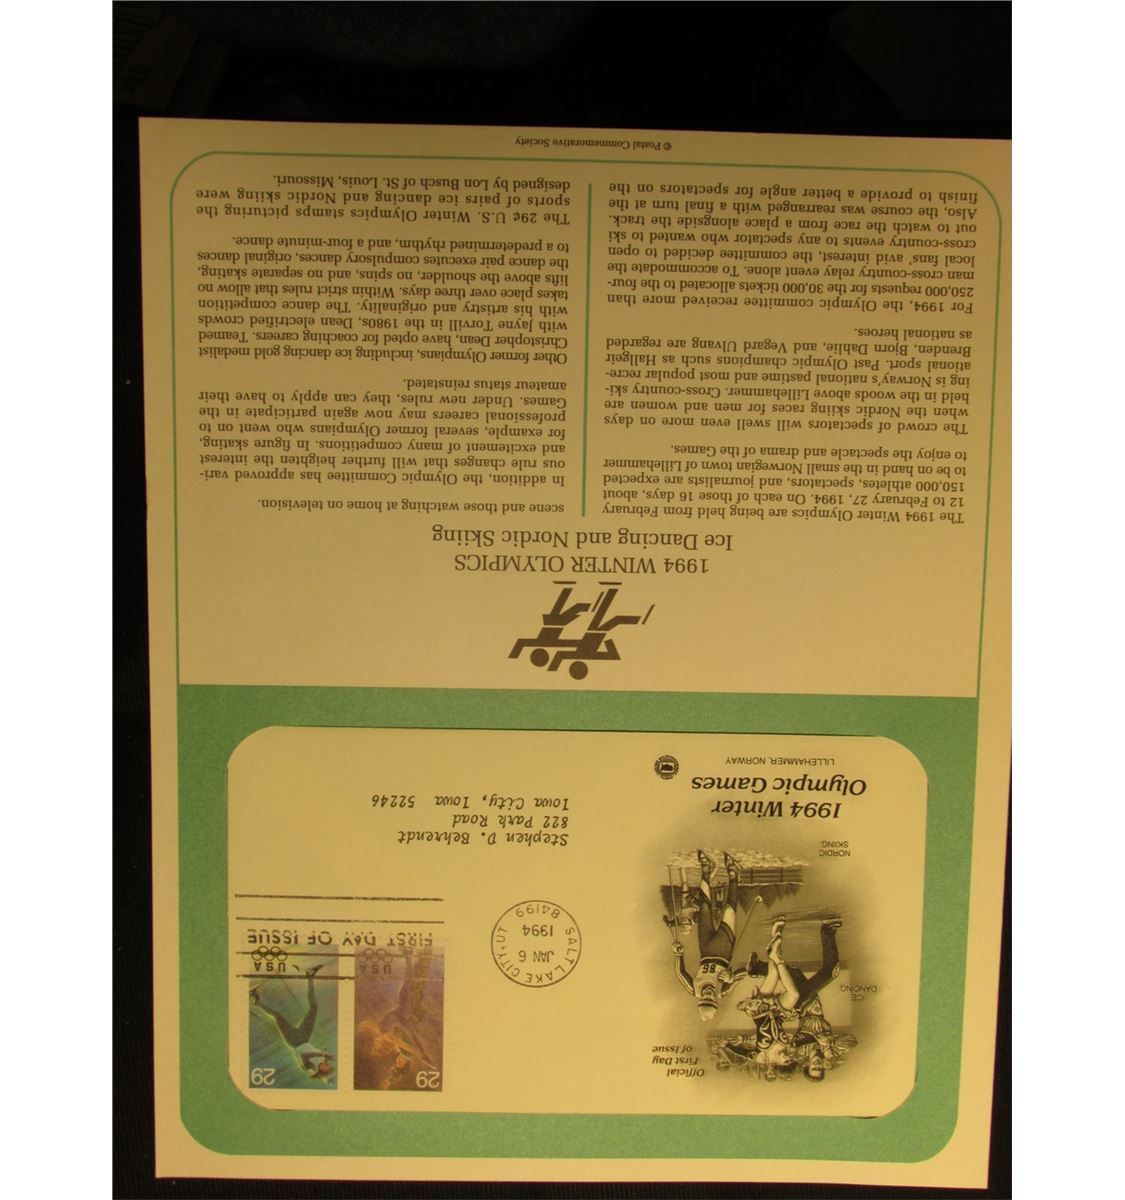 Official
First Day
of Issue
ICE
DANCING
86
NORDIC
SKIING
1994 Winter
Olympic Games
LILLEHAMMER, NORWAY
SALT LAKE CITY, UT
JAN 6
1994
84199
29
USA
29
USA
FIRST DAY OF ISSUE
Stephen D. Behrendt
822 Park Road
Iowa City, Iowa 52246
1994 WINTER OLYMPICS
Ice Dancing and Nordic Skiing
The 1994 Winter Olympics are being held from February
12 to February 27, 1994. On each of those 16 days, about
150,000 athletes, spectators, and journalists are expected
to be on hand in the small Norwegian town of Lillehammer
to enjoy the spectacle and drama of the Games.
The crowd of spectators will swell even more on days
when the Nordic skiing races for men and women are
held in the woods above Lillehammer. Cross-country ski-
ing is Norway's national pastime and most popular recre-
ational sport. Past Olympic champions such as Hallgeir
Brenden, Bjorn Dahlie, and Vegard Ulvang are regarded
as national heroes.
For 1994, the Olympic committee received more than
250,000 requests for the 30,000 tickets allocated to the four-
man cross-country relay event alone. To accommodate the
local fans' avid interest, the committee decided to open
cross-country events to any spectator who wanted to ski
out to watch the race from a place alongside the track.
Also, the course was rearranged with a final turn at the
finish to provide a better angle for spectators on the
scene and those watching at home on television.
In addition, the Olympic Committee has approved vari-
ous rule changes that will further heighten the interest
and excitement of many competitions. In figure skating,
for example, several former Olympians who went on to
professional careers may now again participate in the
Games. Under new rules, they can apply to have their
amateur status reinstated.
Other former Olympians, including ice dancing gold medalist
Christopher Dean, have opted for coaching careers. Teamed
with Jayne Torvill in the 1980s, Dean electrified crowds
with his artistry and originality. The dance competition
takes place over three days. Within strict rules that allow no
lifts above the shoulder, no spins, and no separate skating,
the dance pair executes compulsory dances, original dances
to a predetermined rhythm, and a four-minute dance.
The 29¢ U.S. Winter Olympics stamps picturing the
sports of pairs ice dancing and Nordic skiing were
designed by Lon Busch of St. Louis, Missouri.
© Postal Commemorative Society